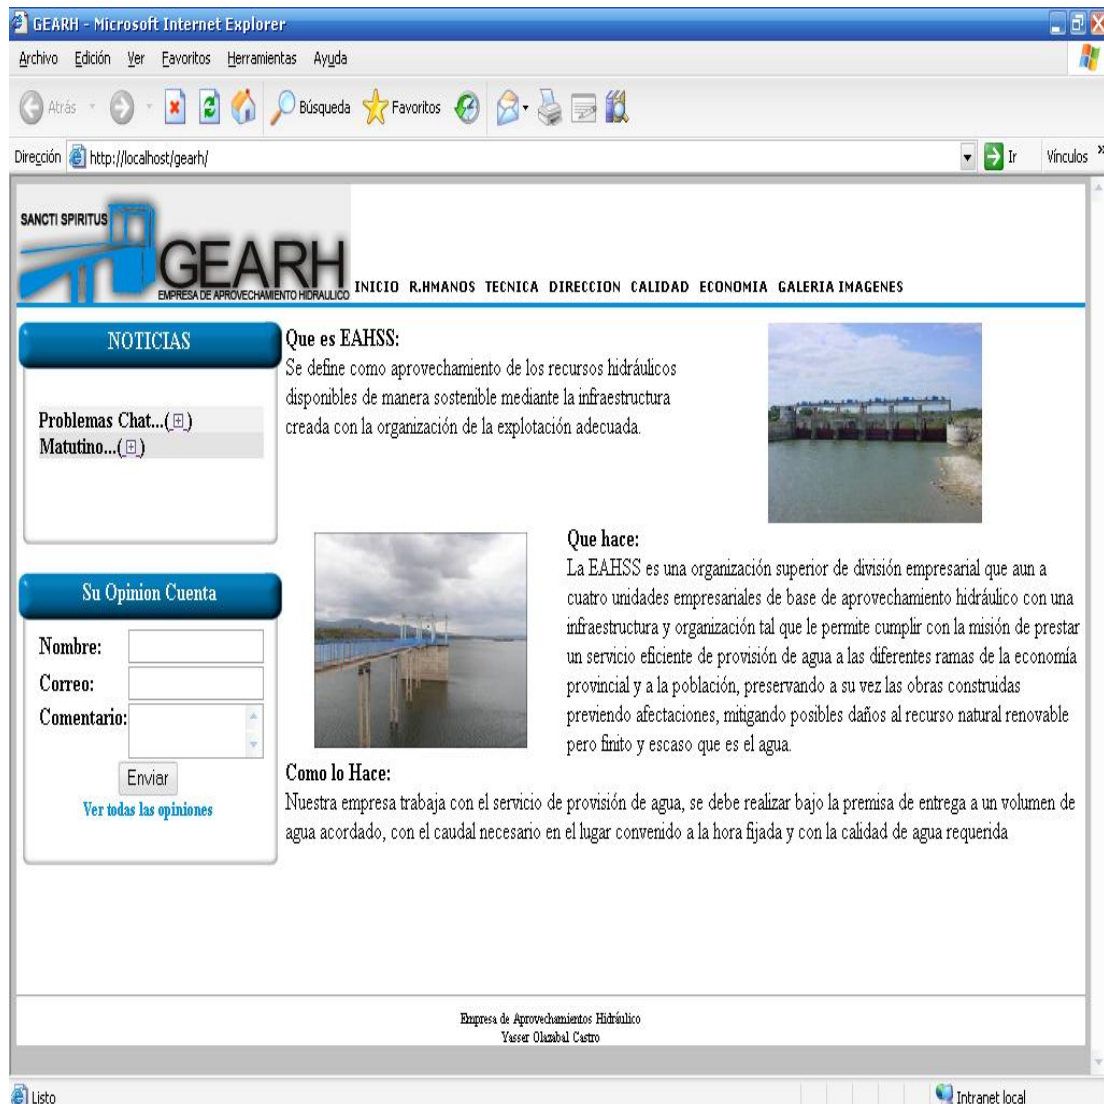 GEARH - Microsoft Internet Explorer
Archivo Edición Ver Favoritos Herramientas Ayuda
Atrás Búsqueda Favoritos
Dirección http://localhost/gearh/ Ir Vínculos »
SANCTI SPIRITUS
GEARH
EMPRESA DE APROVECHAMIENTO HIDRAULICO
INICIO R.HMANOS TECNICA DIRECCION CALIDAD ECONOMIA GALERIA IMAGENES
NOTICIAS
Problemas Chat...(+)
Matutino...(+)
Su Opinion Cuenta
Nombre:
Correo:
Comentario:
Enviar
Ver todas las opiniones
Que es EAHSS:
Se define como aprovechamiento de los recursos hidráulicos
disponibles de manera sostenible mediante la infraestructura
creada con la organización de la explotación adecuada.
Que hace:
La EAHSS es una organización superior de división empresarial que aun a
cuatro unidades empresariales de base de aprovechamiento hidráulico con una
infraestructura y organización tal que le permite cumplir con la misión de prestar
un servicio eficiente de provisión de agua a las diferentes ramas de la economía
provincial y a la población, preservando a su vez las obras construidas
previendo afectaciones, mitigando posibles daños al recurso natural renovable
pero finito y escaso que es el agua.
Como lo Hace:
Nuestra empresa trabaja con el servicio de provisión de agua, se debe realizar bajo la premisa de entrega a un volumen de
agua acordado, con el caudal necesario en el lugar convenido a la hora fijada y con la calidad de agua requerida
Empresa de Aprovechamientos Hidráulico
Yasser Olazabal Castro
Listo Intranet local